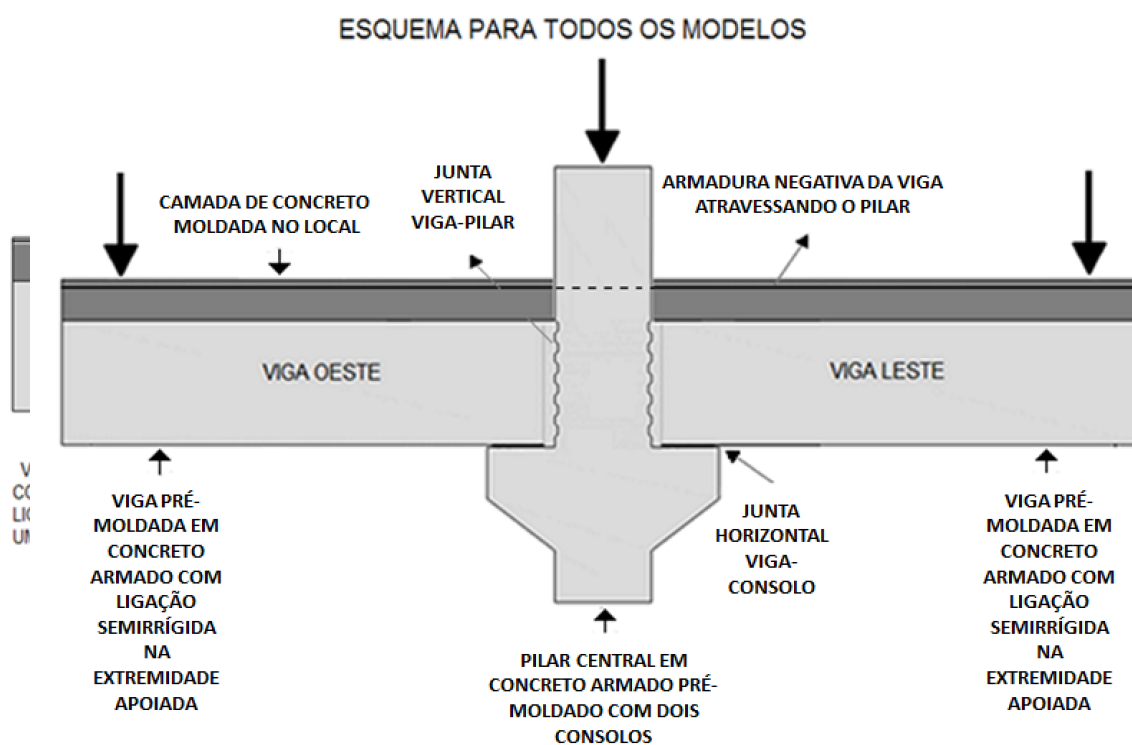 ESQUEMA PARA TODOS OS MODELOS
CAMADA DE CONCRETO
MOLDADA NO LOCAL
JUNTA
VERTICAL
VIGA-PILAR
ARMADURA NEGATIVA DA VIGA
ATRAVESSANDO O PILAR
VIGA OESTE
VIGA LESTE
VIGA PRÉ-
MOLDADA EM
CONCRETO
ARMADO COM
LIGAÇÃO
SEMIRRÍGIDA
NA
EXTREMIDADE
APOIADA
PILAR CENTRAL EM
CONCRETO ARMADO PRÉ-
MOLDADO COM DOIS
CONSOLOS
JUNTA
HORIZONTAL
VIGA-
CONSOLO
VIGA PRÉ-
MOLDADA EM
CONCRETO
ARMADO COM
LIGAÇÃO
SEMIRRÍGIDA
NA
EXTREMIDADE
APOIADA